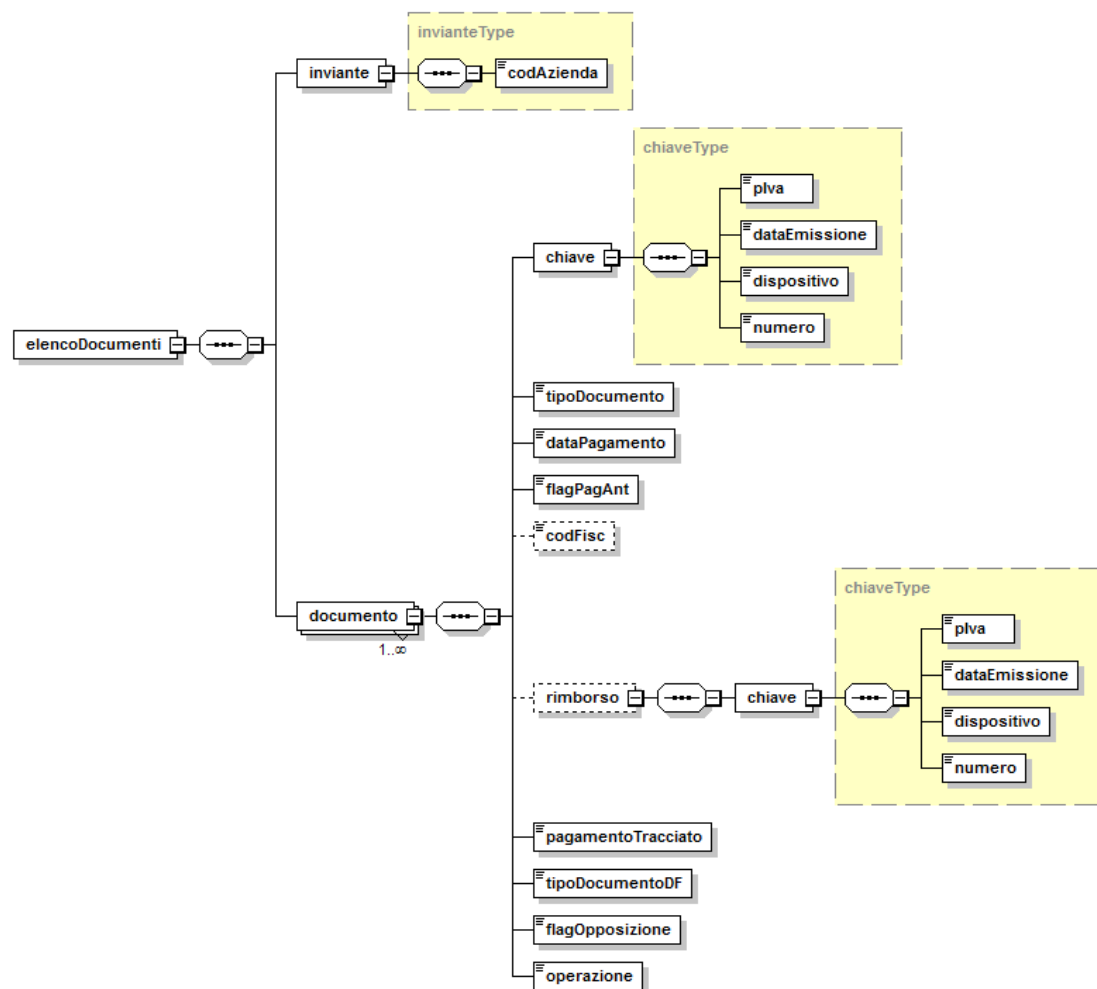 invianteType
inviante
codAzienda
chiaveType
pIva
dataEmissione
chiave
dispositivo
numero
elencoDocumenti
tipoDocumento
dataPagamento
flagPagAnt
codFisc
chiaveType
documento
1..∞
pIva
dataEmissione
rimborso
chiave
dispositivo
numero
pagamentoTracciato
tipoDocumentoDF
flagOpposizione
operazione